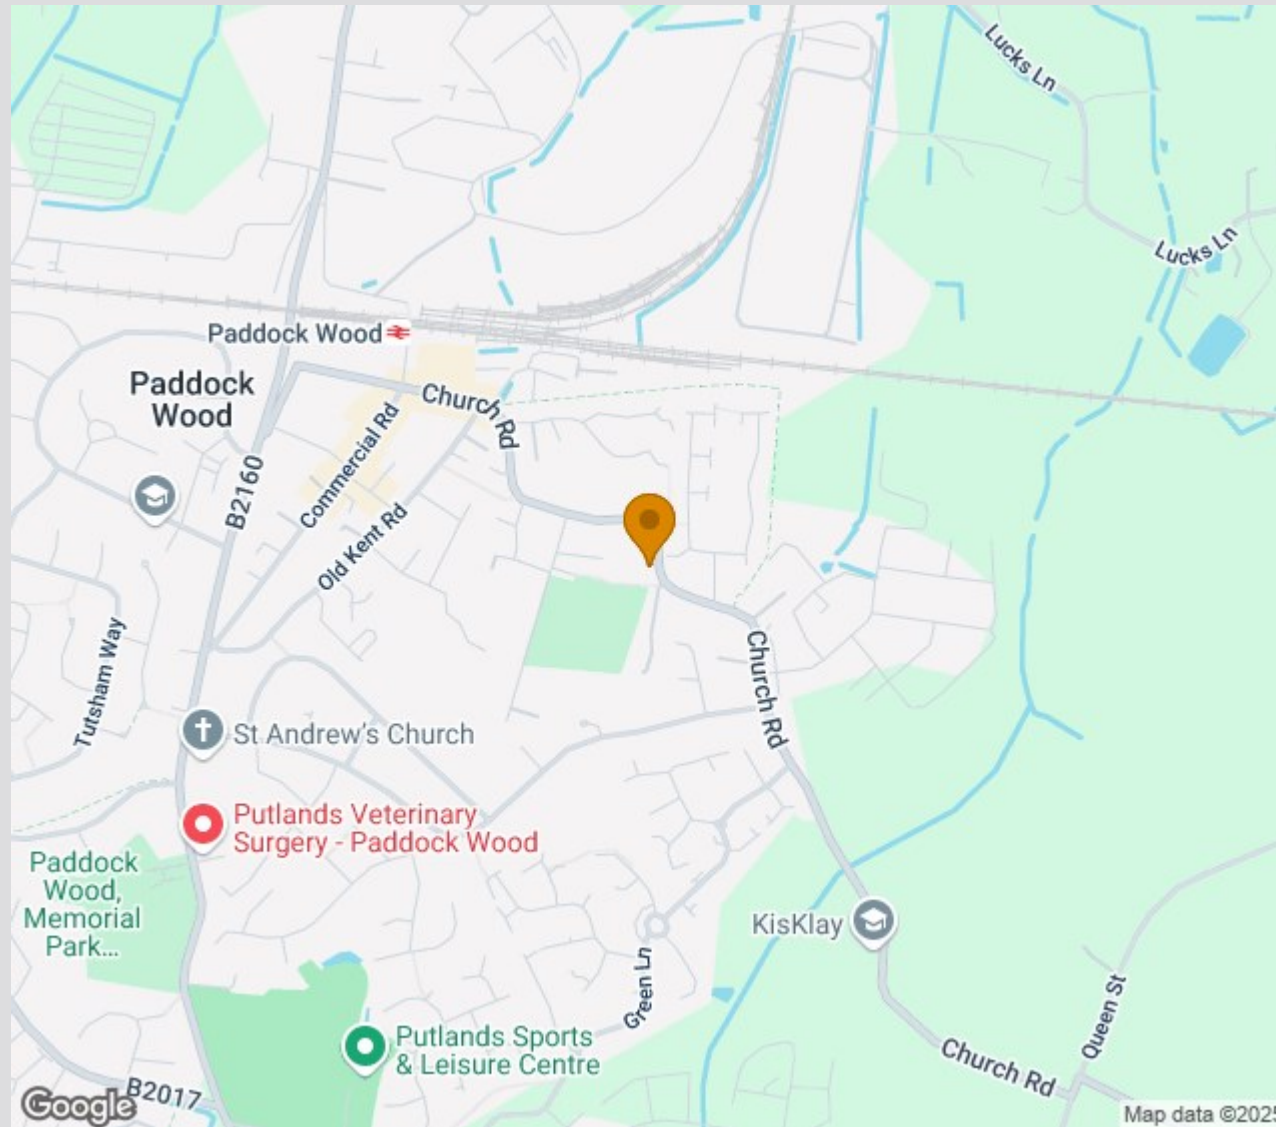 Lucks Ln
Lucks Ln
Paddock Wood
Paddock
Wood
Church Rd
Commercial Rd
B2160
Old Kent Rd
Tutsham Way
Church Rd
St Andrew's Church
Putlands Veterinary
Surgery - Paddock Wood
Paddock
Wood,
Memorial
Park...
KisKlay
Green Ln
Queen St
Putlands Sports
& Leisure Centre
Church Rd
B2017
Google
Map data ©2025